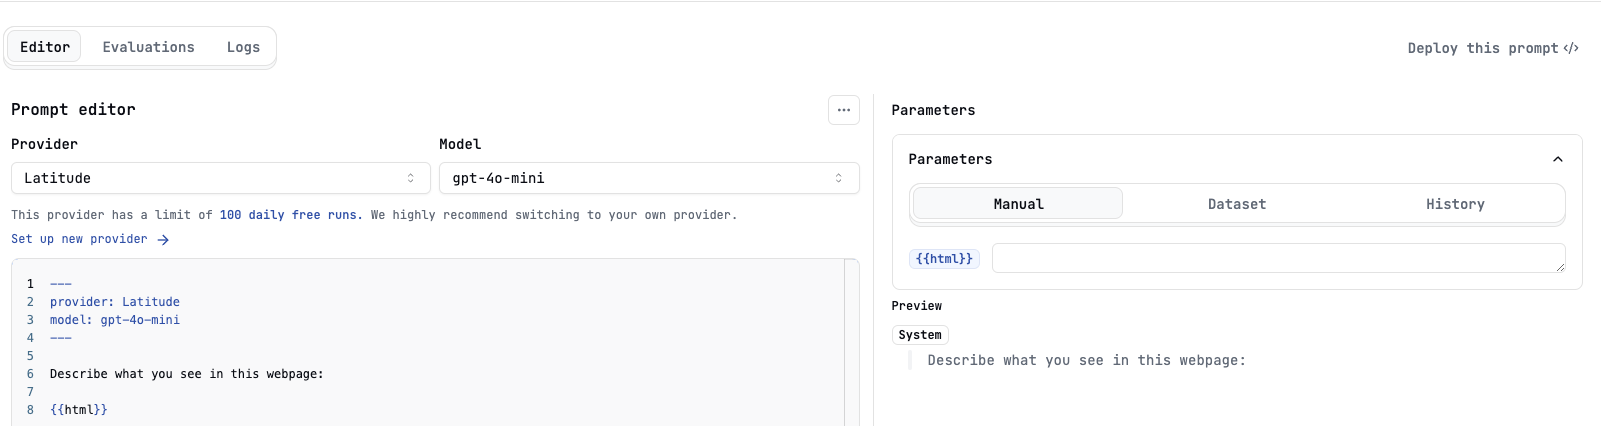 Editor Evaluations Logs
Deploy this prompt </>
Prompt editor
...
Provider
Model
Latitude
gpt-4o-mini
This provider has a limit of 100 daily free runs. We highly recommend switching to your own provider.
Set up new provider →
1 ---
2 provider: Latitude
3 model: gpt-4o-mini
4 ---
5
6 Describe what you see in this webpage:
7
8 {{html}}
Parameters
Parameters
Manual Dataset History
{{html}}
Preview
System
Describe what you see in this webpage: